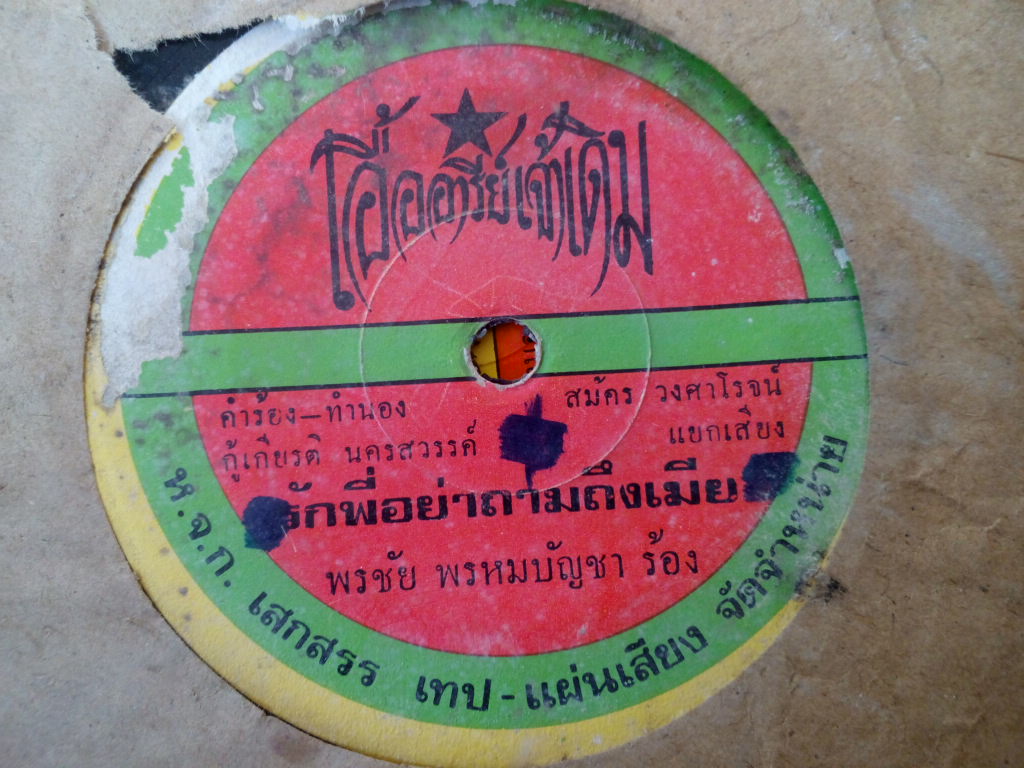 โอื้ออารีย์เจ้าเดิม
คำร้อง–ทำนอง
กู้เกียรติ นครสวรรค์
สมัคร วงศาโรจน์
แยกเสียง
รักพี่อย่าถามถึงเมีย
พรชัย พรหมบัญชา ร้อง
ห.จ.ก. เสกสรร เทป-แผ่นเสียง จัดจำหน่าย